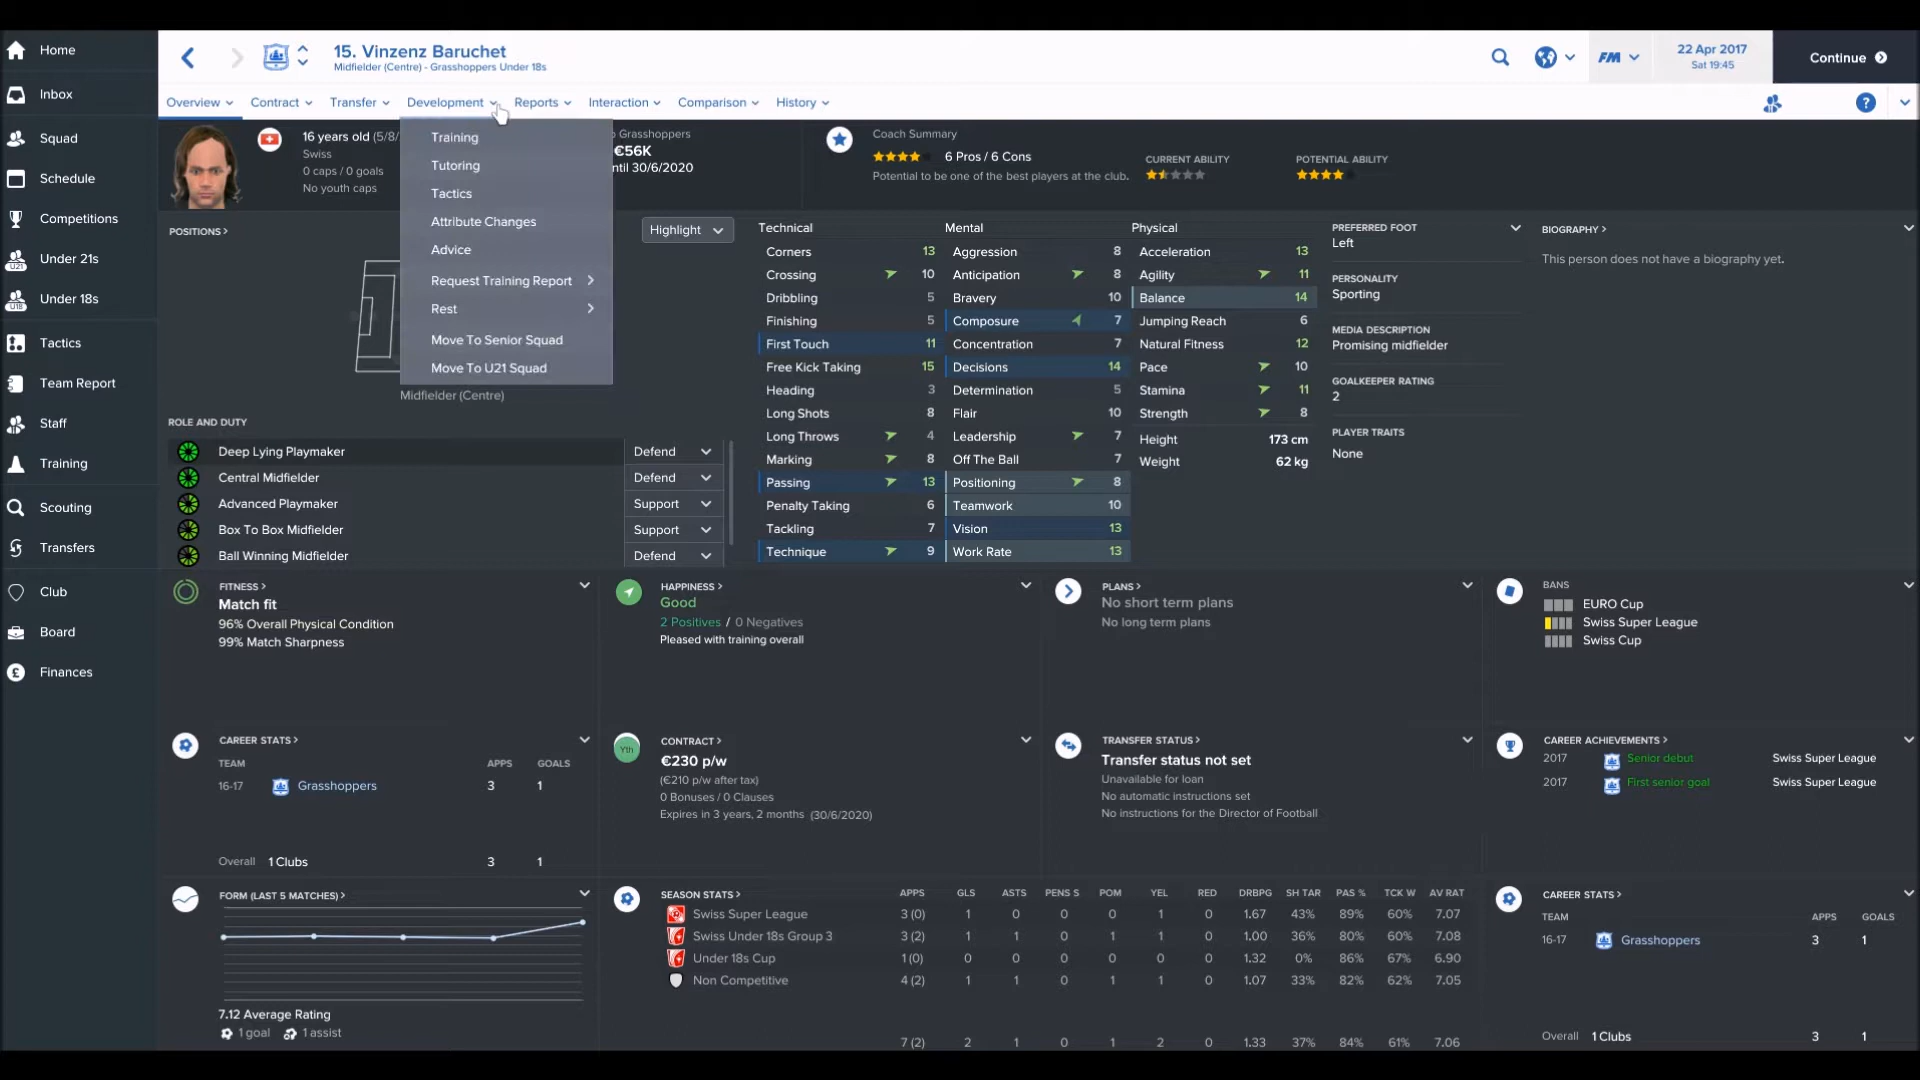 Home
Inbox
Squad
Schedule
Competitions
U21 Under 21s
U18 Under 18s
Tactics
Team Report
Staff
Training
Scouting
Transfers
Club
Board
Finances
15. Vinzenz Baruchet
Midfielder (Centre) - Grasshoppers Under 18s
FM
22 Apr 2017
Sat 19:45
Continue
Overview Contract Transfer Development Reports Interaction Comparison History
?
16 years old (5/8/
Swiss
0 caps / 0 goals
No youth caps
Training
Tutoring
Tactics
Attribute Changes
Advice
Request Training Report >
Rest >
Move To Senior Squad
Move To U21 Squad
Grasshoppers
€56K
ntil 30/6/2020
Coach Summary
6 Pros / 6 Cons
Potential to be one of the best players at the club.
CURRENT ABILITY
POTENTIAL ABILITY
POSITIONS >
Midfielder (Centre)
Highlight
ROLE AND DUTY
Deep Lying Playmaker Defend
Central Midfielder Defend
Advanced Playmaker Support
Box To Box Midfielder Support
Ball Winning Midfielder Defend
Technical
Corners 13
Crossing 10
Dribbling 5
Finishing 5
First Touch 11
Free Kick Taking 15
Heading 3
Long Shots 8
Long Throws 4
Marking 8
Passing 13
Penalty Taking 6
Tackling 7
Technique 9
Mental
Aggression 8
Anticipation 8
Bravery 10
Composure 7
Concentration 7
Decisions 14
Determination 5
Flair 10
Leadership 7
Off The Ball 7
Positioning 8
Teamwork 10
Vision 13
Work Rate 13
Physical
Acceleration 13
Agility 11
Balance 14
Jumping Reach 6
Natural Fitness 12
Pace 10
Stamina 11
Strength 8
Height 173 cm
Weight 62 kg
PREFERRED FOOT
Left
PERSONALITY
Sporting
MEDIA DESCRIPTION
Promising midfielder
GOALKEEPER RATING
2
PLAYER TRAITS
None
BIOGRAPHY >
This person does not have a biography yet.
FITNESS >
Match fit
96% Overall Physical Condition
99% Match Sharpness
HAPPINESS >
Good
2 Positives / 0 Negatives
Pleased with training overall
PLANS >
No short term plans
No long term plans
BANS
EURO Cup
Swiss Super League
Swiss Cup
CAREER STATS >
TEAM APPS GOALS
16-17 Grasshoppers 3 1
Overall 1 Clubs 3 1
Yth
CONTRACT >
€230 p/w
(€210 p/w after tax)
0 Bonuses / 0 Clauses
Expires in 3 years, 2 months (30/6/2020)
TRANSFER STATUS >
Transfer status not set
Unavailable for loan
No automatic instructions set
No instructions for the Director of Football
CAREER ACHIEVEMENTS >
2017 Senior debut Swiss Super League
2017 First senior goal Swiss Super League
FORM (LAST 5 MATCHES) >
7.12 Average Rating
1 goal 1 assist
SEASON STATS > APPS GLS ASTS PENS S POM YEL RED DRBPG SH TAR PAS % TCK W AV RAT
Swiss Super League 3 (0) 1 0 0 0 1 0 1.67 43% 89% 60% 7.07
Swiss Under 18s Group 3 3 (2) 1 1 0 1 1 0 1.00 36% 80% 60% 7.08
Under 18s Cup 1 (0) 0 0 0 0 0 0 1.32 0% 86% 67% 6.90
Non Competitive 4 (2) 1 1 0 1 1 0 1.07 33% 82% 62% 7.05
7 (2) 2 1 0 1 2 0 1.33 37% 84% 61% 7.06
CAREER STATS >
TEAM APPS GOALS
16-17 Grasshoppers 3 1
Overall 1 Clubs 3 1